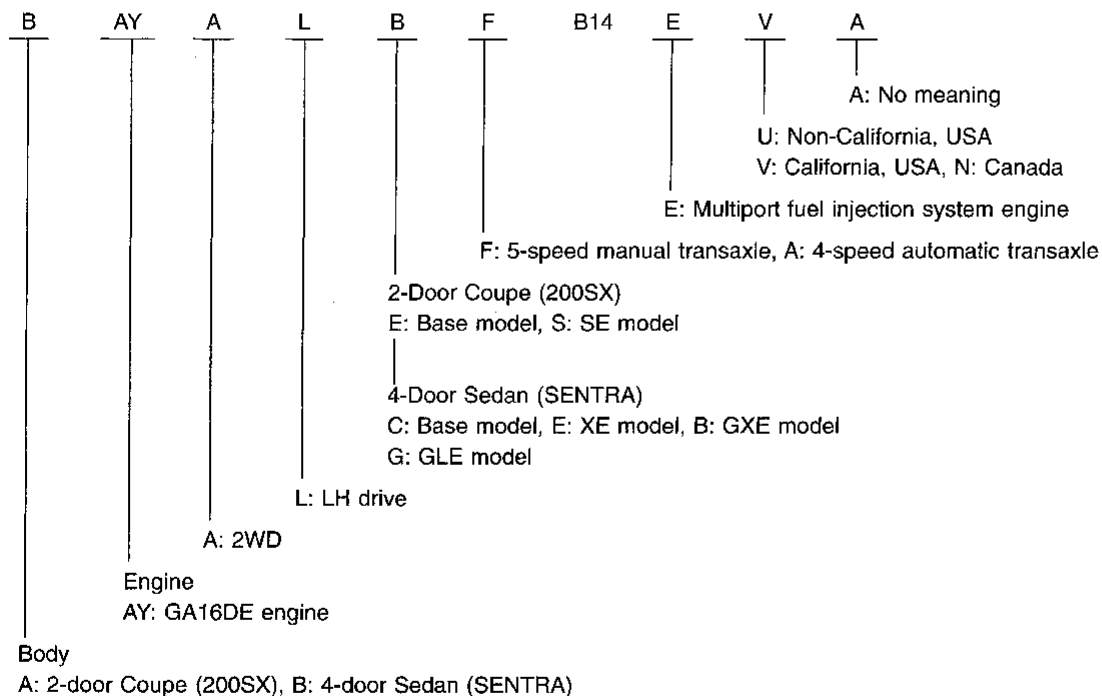 B AY A L B F B14 E V A
A: No meaning
U: Non-California, USA
V: California, USA, N: Canada
E: Multiport fuel injection system engine
F: 5-speed manual transaxle, A: 4-speed automatic transaxle
2-Door Coupe (200SX)
E: Base model, S: SE model
4-Door Sedan (SENTRA)
C: Base model, E: XE model, B: GXE model
G: GLE model
L: LH drive
A: 2WD
Engine
AY: GA16DE engine
Body
A: 2-door Coupe (200SX), B: 4-door Sedan (SENTRA)